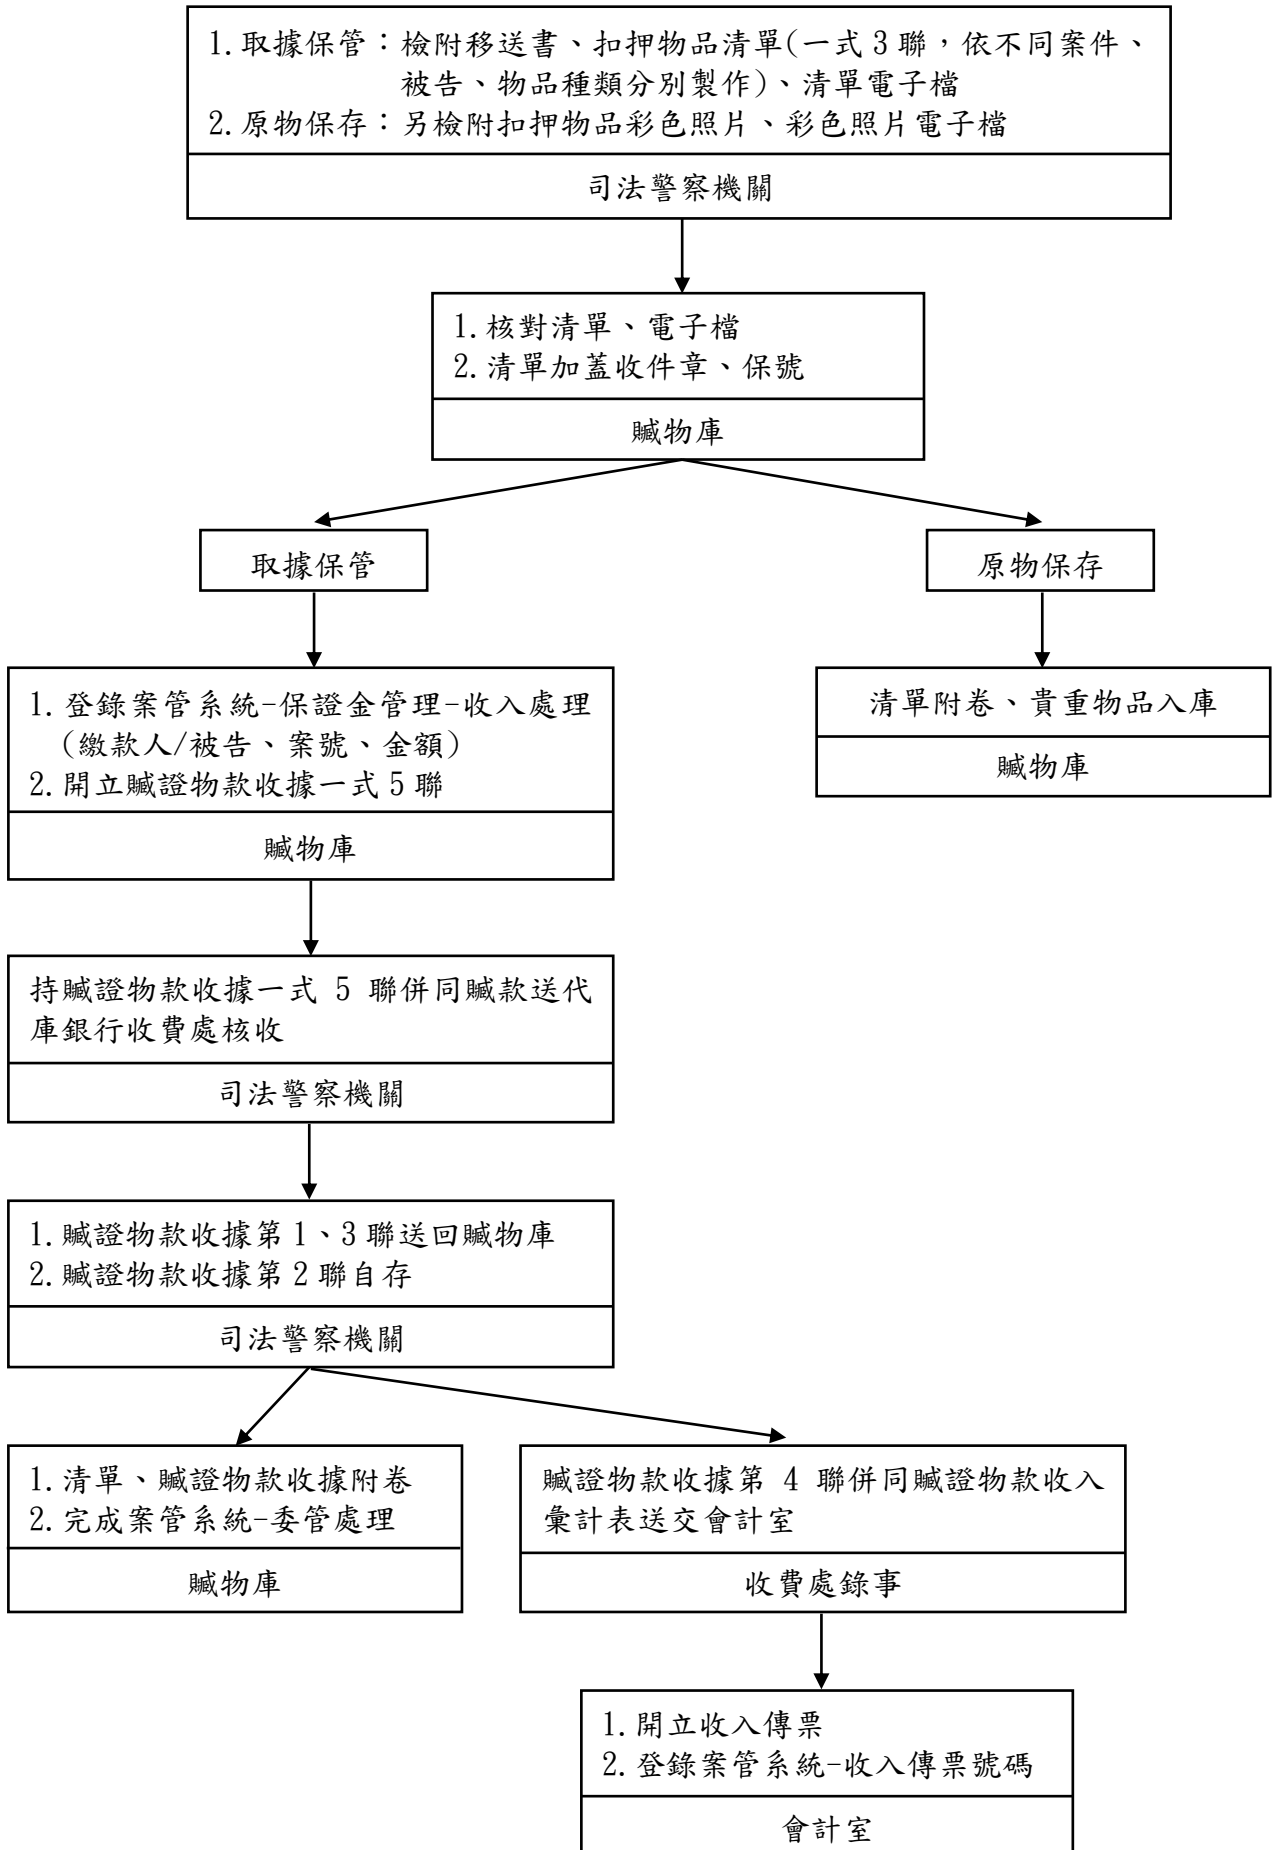 1.取據保管：檢附移送書、扣押物品清單(一式3聯，依不同案件、
被告、物品種類分別製作)、清單電子檔
2.原物保存：另檢附扣押物品彩色照片、彩色照片電子檔
司法警察機關
1.核對清單、電子檔
2.清單加蓋收件章、保號
贓物庫
取據保管
原物保存
1.登錄案管系統-保證金管理-收入處理
(繳款人/被告、案號、金額)
2.開立贓證物款收據一式5聯
贓物庫
清單附卷、貴重物品入庫
贓物庫
持贓證物款收據一式 5 聯併同贓款送代
庫銀行收費處核收
司法警察機關
1.贓證物款收據第1、3聯送回贓物庫
2.贓證物款收據第2聯自存
司法警察機關
1.清單、贓證物款收據附卷
2.完成案管系統-委管處理
贓物庫
贓證物款收據第 4 聯併同贓證物款收入
彙計表送交會計室
收費處錄事
1.開立收入傳票
2.登錄案管系統-收入傳票號碼
會計室